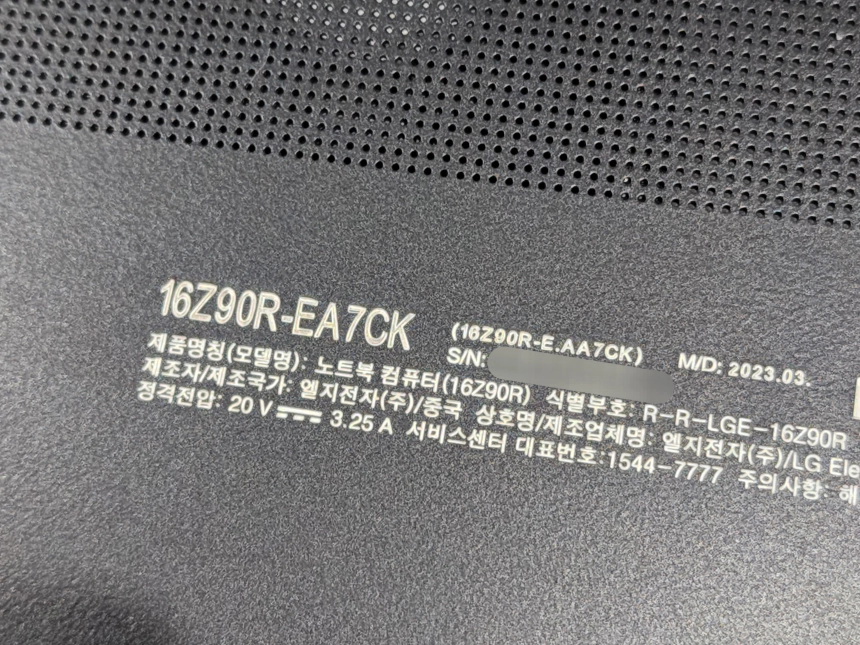 16Z90R-EA7CK (16Z90R-E.AA7CK)
S/N: M/D: 2023.03.
제품명칭(모델명): 노트북 컴퓨터(16Z90R) 식별부호: R-R-LGE-16Z90R
제조자/제조국가: 엘지전자(주)/중국 상호명/제조업체명: 엘지전자(주)/LG Ele
정격전압: 20 V 3.25 A 서비스센터 대표번호:1544-7777 주의사항: 해